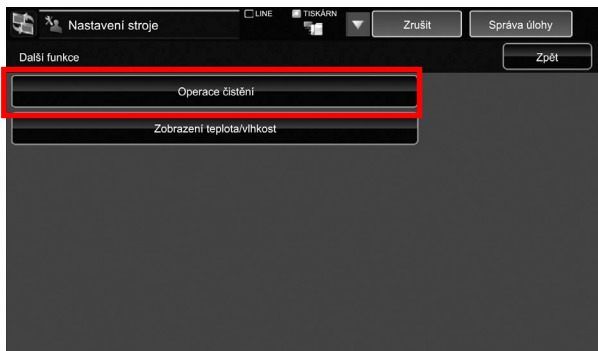 Nastavení stroje
LINE
TISKÁRN
Zrušit
Správa úlohy
Další funkce
Zpět
Operace čistění
Zobrazení teplota/vlhkost